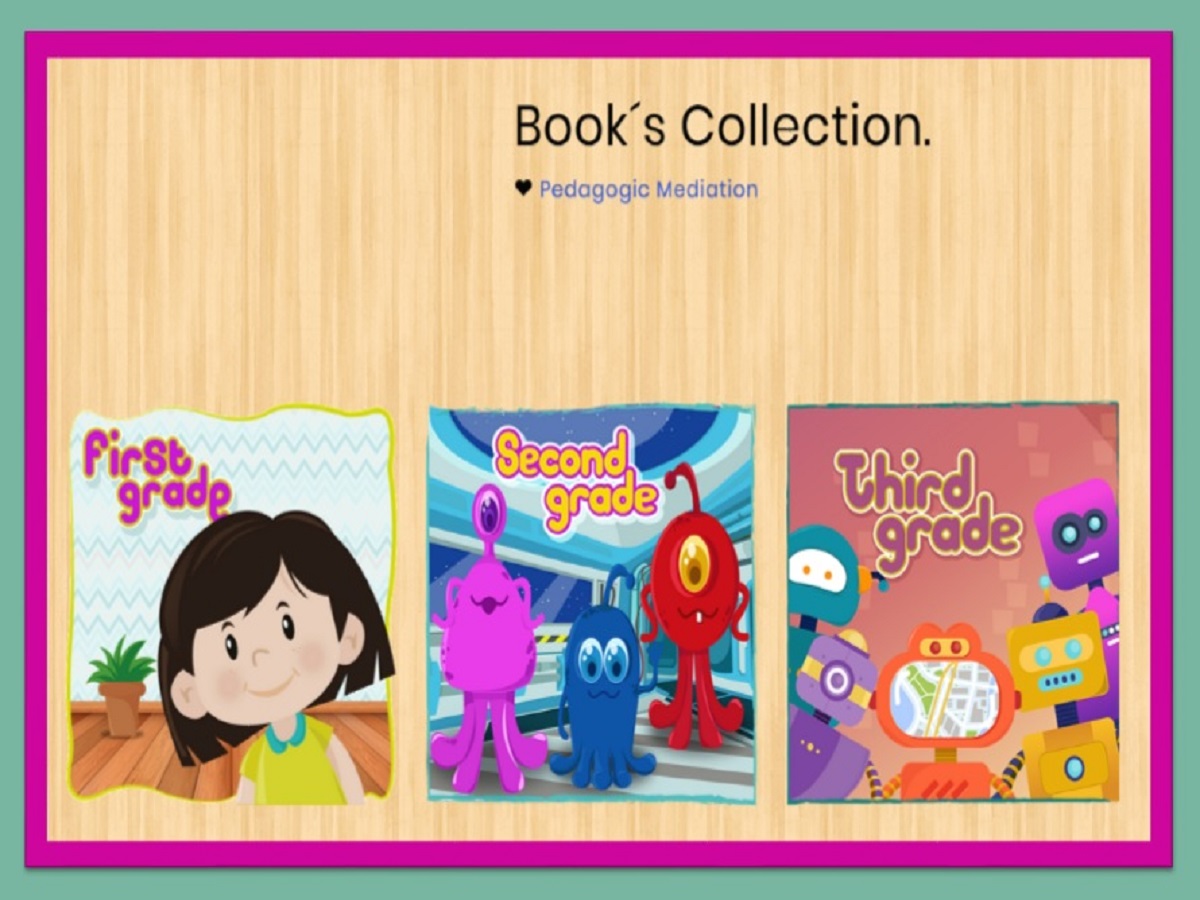 Book´s Collection.
♥ Pedagogic Mediation
first
grade
Second
grade
Third
grade